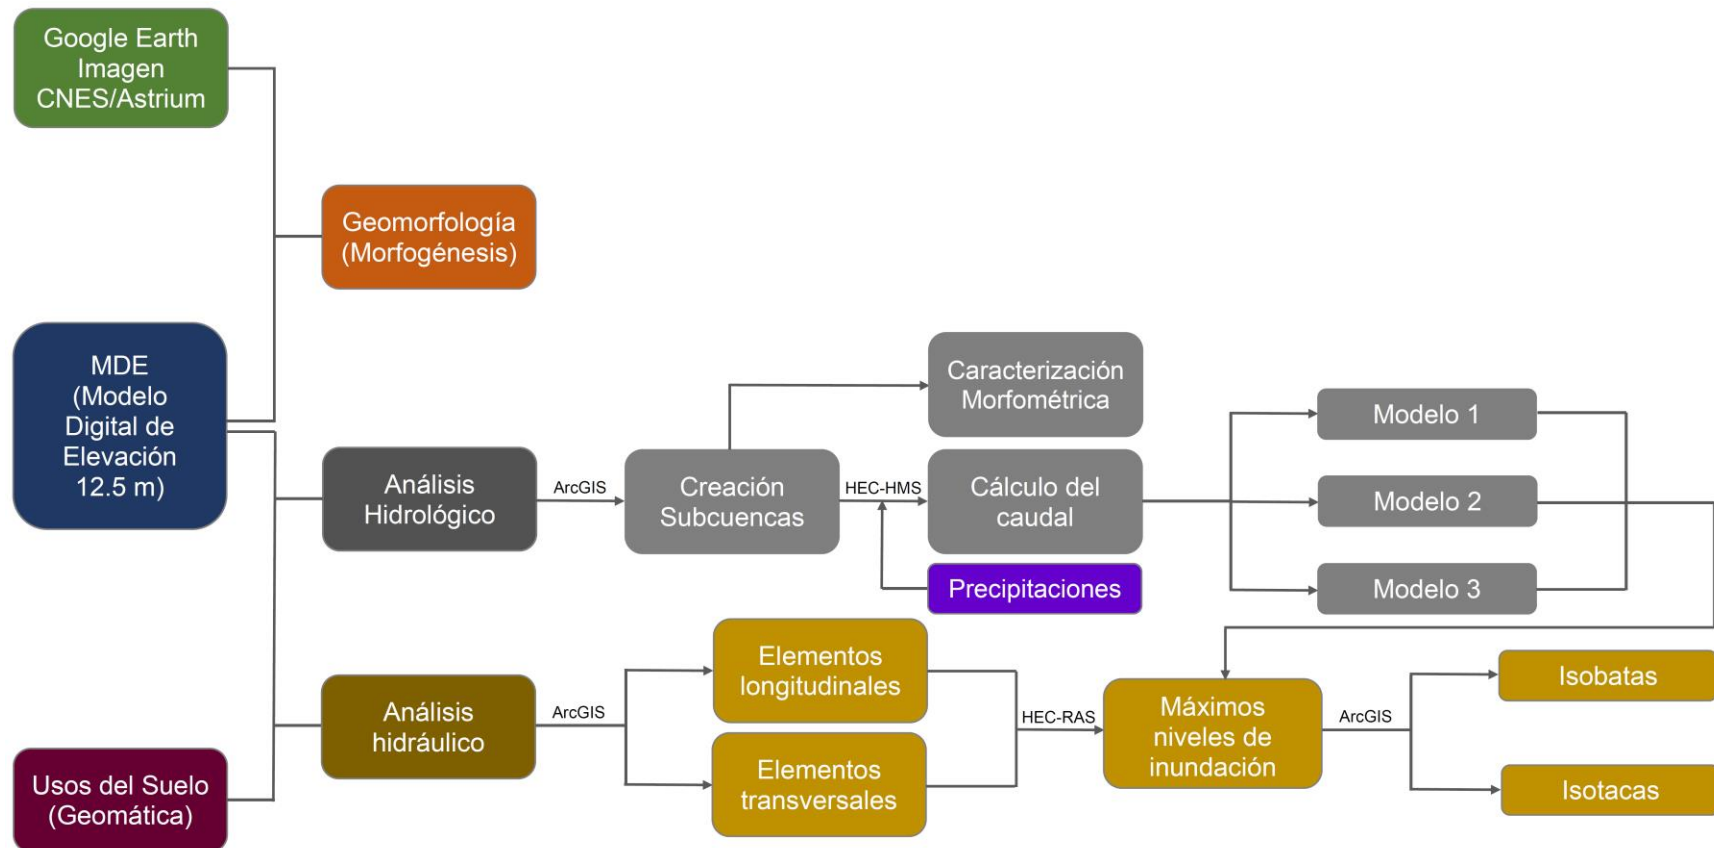 Google Earth
Imagen
CNES/Astrium
Geomorfología
(Morfogénesis)
MDE
(Modelo
Digital de
Elevación
12.5 m)
Caracterización
Morfométrica
Modelo 1
Análisis
Hidrológico
ArcGIS
Creación
Subcuencas
HEC-HMS
Cálculo del
caudal
Modelo 2
Precipitaciones
Modelo 3
Elementos
longitudinales
Análisis
hidráulico
ArcGIS
HEC-RAS
Máximos
niveles de
inundación
ArcGIS
Isobatas
Usos del Suelo
(Geomática)
Elementos
transversales
Isotacas